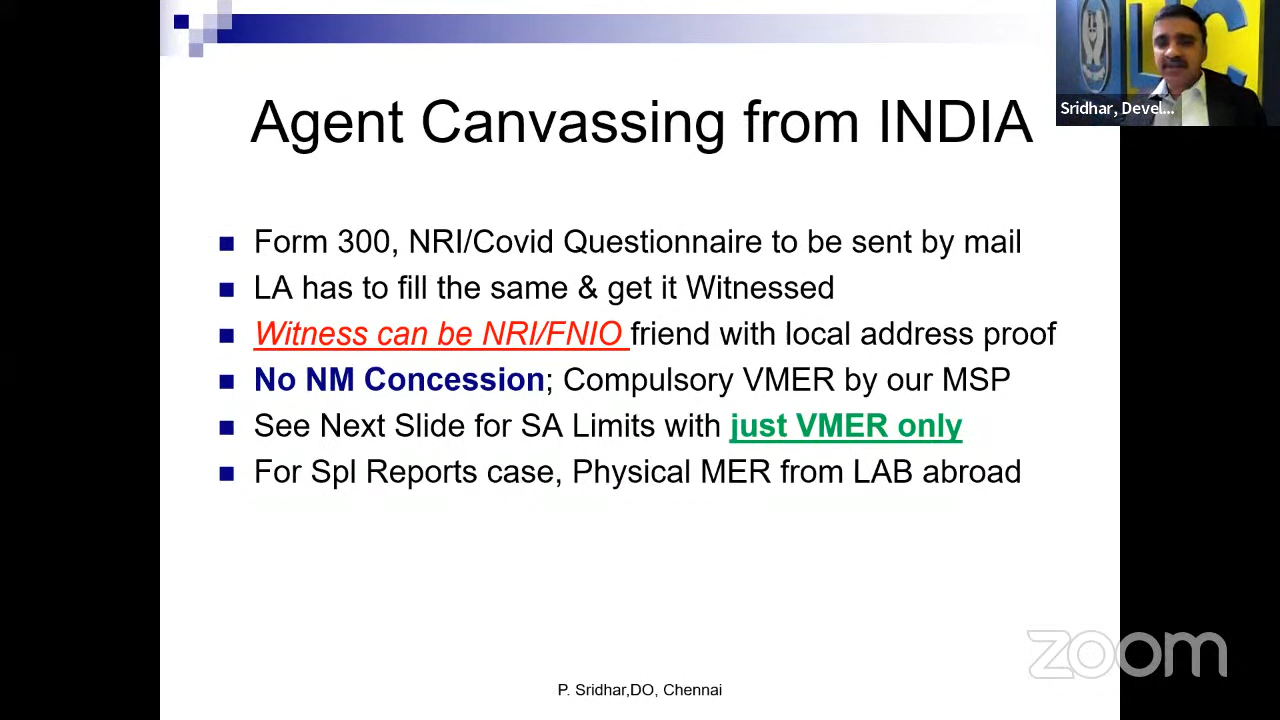 Agent Canvassing from INDIA
Form 300, NRI/Covid Questionnaire to be sent by mail
LA has to fill the same & get it Witnessed
Witness can be NRI/FNIO friend with local address proof
No NM Concession; Compulsory VMER by our MSP
See Next Slide for SA Limits with just VMER only
For Spl Reports case, Physical MER from LAB abroad
P. Sridhar,DO, Chennai
Sridhar, Devel...
zoom